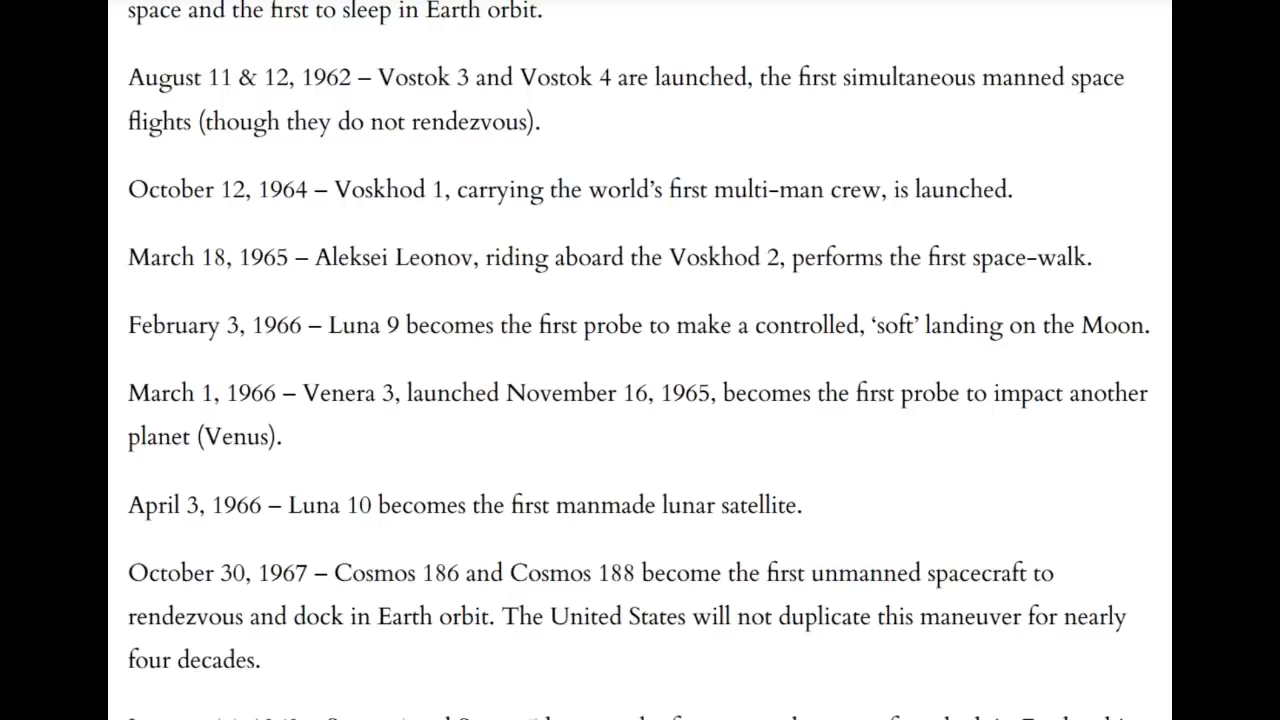 space and the first to sleep in Earth orbit.
August 11 & 12, 1962 – Vostok 3 and Vostok 4 are launched, the first simultaneous manned space
flights (though they do not rendezvous).
October 12, 1964 – Voskhod 1, carrying the world’s first multi-man crew, is launched.
March 18, 1965 – Aleksei Leonov, riding aboard the Voskhod 2, performs the first space-walk.
February 3, 1966 – Luna 9 becomes the first probe to make a controlled, ‘soft’ landing on the Moon.
March 1, 1966 – Venera 3, launched November 16, 1965, becomes the first probe to impact another
planet (Venus).
April 3, 1966 – Luna 10 becomes the first manmade lunar satellite.
October 30, 1967 – Cosmos 186 and Cosmos 188 become the first unmanned spacecraft to
rendezvous and dock in Earth orbit. The United States will not duplicate this maneuver for nearly
four decades.